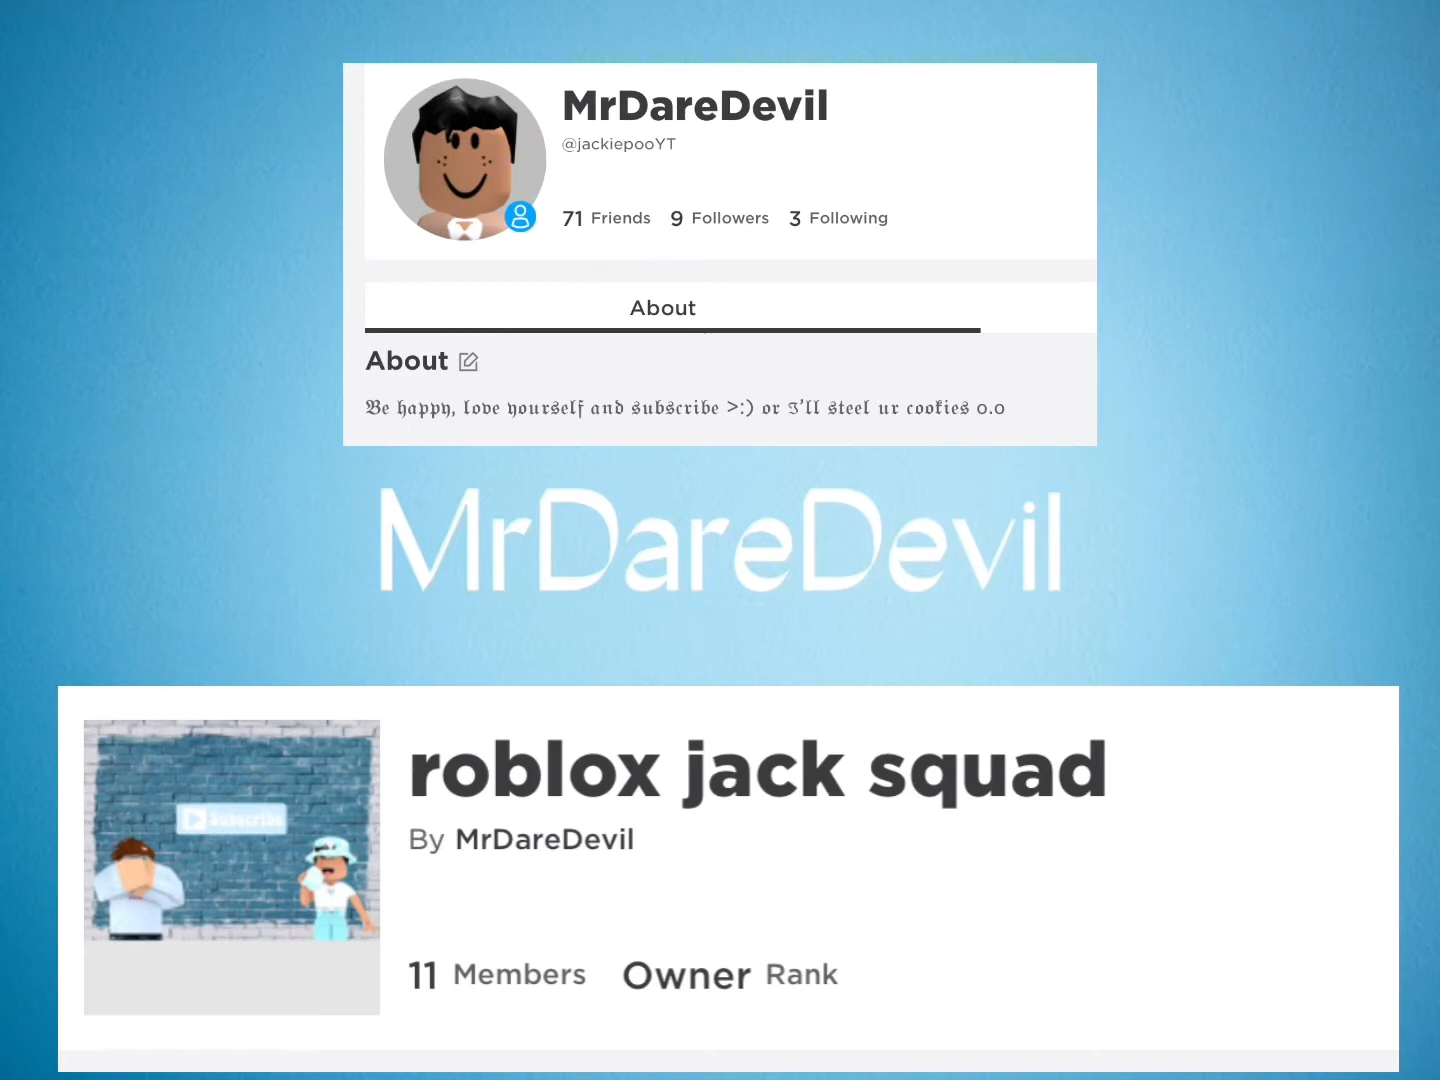 MrDareDevil
@jackiepooYT
71 Friends 9 Followers 3 Following
About
About
𝔅𝔢 𝔥𝔞𝔭𝔭𝔶, 𝔩𝔬𝔳𝔢 𝔶𝔬𝔲𝔯𝔰𝔢𝔩𝔣 𝔞𝔫𝔡 𝔰𝔲𝔟𝔰𝔠𝔯𝔦𝔟𝔢 >:) 𝔬𝔯 ℑ'𝔩𝔩 𝔰𝔱𝔢𝔢𝔩 𝔲𝔯 𝔠𝔬𝔬𝔨𝔦𝔢𝔰 o.o
MrDareDevil
roblox jack squad
By MrDareDevil
Subscribe
11 Members Owner Rank